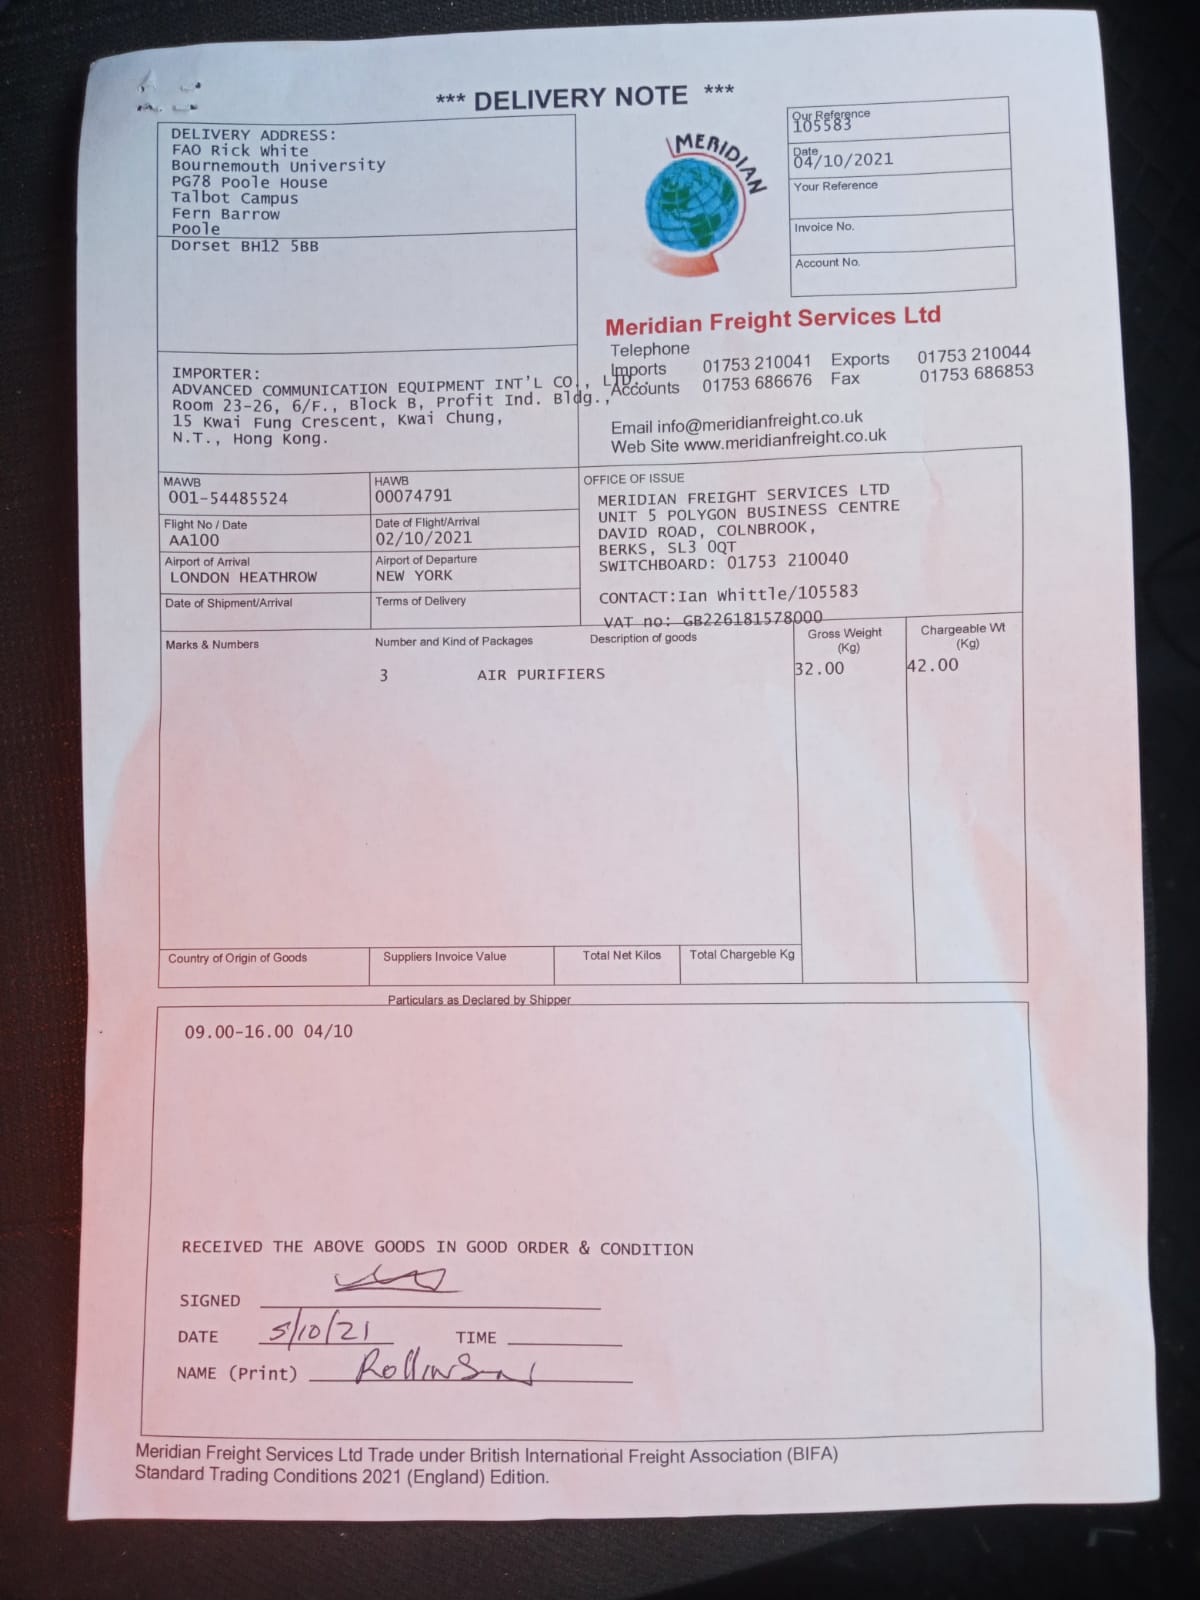 *** DELIVERY NOTE ***
DELIVERY ADDRESS:
FAO Rick White
Bournemouth University
PG78 Poole House
Talbot Campus
Fern Barrow
Poole
Dorset BH12 5BB
MERIDIAN
Our Reference
105583
Date
04/10/2021
Your Reference
Invoice No.
Account No.
Meridian Freight Services Ltd
Telephone
Imports 01753 210041 Exports 01753 210044
Accounts 01753 686676 Fax 01753 686853
Email info@meridianfreight.co.uk
Web Site www.meridianfreight.co.uk
IMPORTER:
ADVANCED COMMUNICATION EQUIPMENT INT'L CO., LTD.,
Room 23-26, 6/F., Block B, Profit Ind. Bldg.,
15 Kwai Fung Crescent, Kwai Chung,
N.T., Hong Kong.
MAWB
001-54485524
HAWB
00074791
Flight No / Date
AA100
Date of Flight/Arrival
02/10/2021
Airport of Arrival
LONDON HEATHROW
Airport of Departure
NEW YORK
Date of Shipment/Arrival
Terms of Delivery
OFFICE OF ISSUE
MERIDIAN FREIGHT SERVICES LTD
UNIT 5 POLYGON BUSINESS CENTRE
DAVID ROAD, COLNBROOK,
BERKS, SL3 0QT
SWITCHBOARD: 01753 210040
CONTACT:Ian Whittle/105583
VAT no: GB226181578000
Marks & Numbers
Number and Kind of Packages
Description of goods
Gross Weight
(Kg)
Chargeable Wt
(Kg)
3 AIR PURIFIERS 32.00 42.00
Country of Origin of Goods
Suppliers Invoice Value
Total Net Kilos
Total Chargeble Kg
Particulars as Declared by Shipper
09.00-16.00 04/10
RECEIVED THE ABOVE GOODS IN GOOD ORDER & CONDITION
SIGNED
DATE 5/10/21 TIME
NAME (Print) Rollinson
Meridian Freight Services Ltd Trade under British International Freight Association (BIFA)
Standard Trading Conditions 2021 (England) Edition.